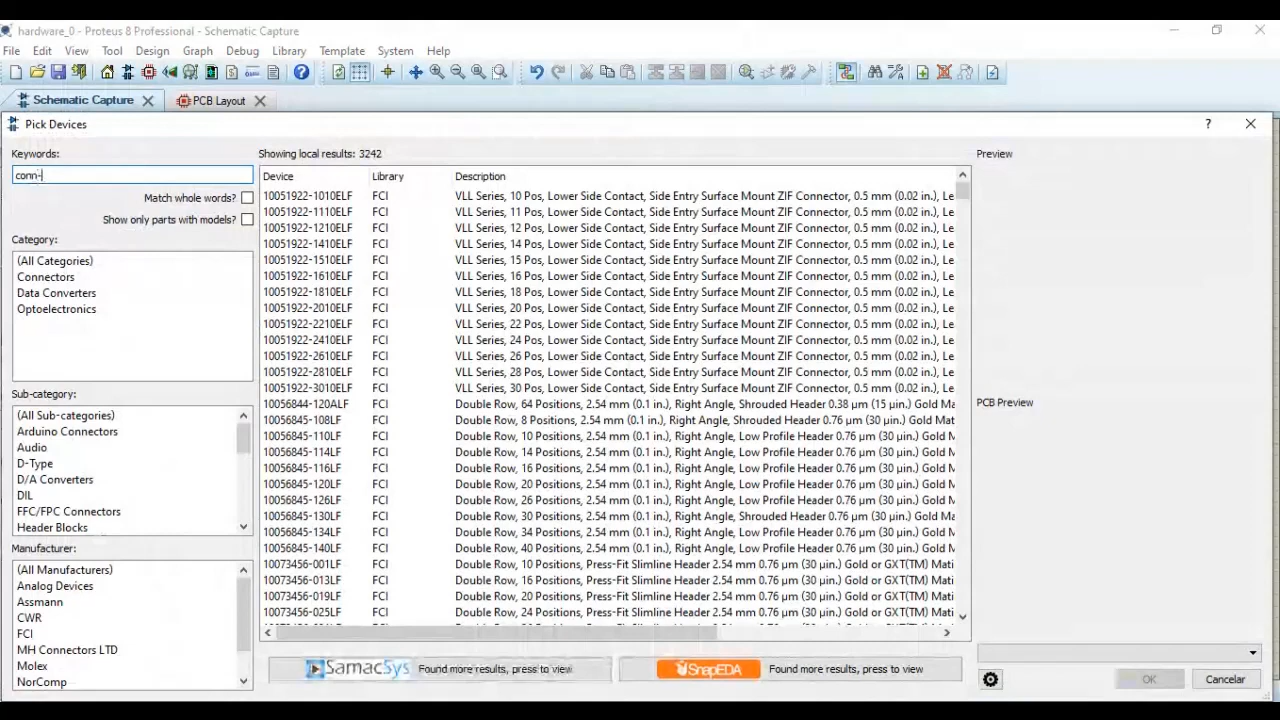 hardware_0 - Proteus 8 Professional - Schematic Capture
File Edit View Tool Design Graph Debug Library Template System Help
Schematic Capture PCB Layout
Pick Devices
Keywords: Showing local results: 3242 Preview
conn- Device Library Description
10051922-1010ELF FCI VLL Series, 10 Pos, Lower Side Contact, Side Entry Surface Mount ZIF Connector, 0.5 mm (0.02 in.), Le
Match whole words? 10051922-1110ELF FCI VLL Series, 11 Pos, Lower Side Contact, Side Entry Surface Mount ZIF Connector, 0.5 mm (0.02 in.), Le
Show only parts with models? 10051922-1210ELF FCI VLL Series, 12 Pos, Lower Side Contact, Side Entry Surface Mount ZIF Connector, 0.5 mm (0.02 in.), Le
Category: 10051922-1410ELF FCI VLL Series, 14 Pos, Lower Side Contact, Side Entry Surface Mount ZIF Connector, 0.5 mm (0.02 in.), Le
(All Categories) 10051922-1510ELF FCI VLL Series, 15 Pos, Lower Side Contact, Side Entry Surface Mount ZIF Connector, 0.5 mm (0.02 in.), Le
Connectors 10051922-1610ELF FCI VLL Series, 16 Pos, Lower Side Contact, Side Entry Surface Mount ZIF Connector, 0.5 mm (0.02 in.), Le
Data Converters 10051922-1810ELF FCI VLL Series, 18 Pos, Lower Side Contact, Side Entry Surface Mount ZIF Connector, 0.5 mm (0.02 in.), Le
Optoelectronics 10051922-2010ELF FCI VLL Series, 20 Pos, Lower Side Contact, Side Entry Surface Mount ZIF Connector, 0.5 mm (0.02 in.), Le
10051922-2210ELF FCI VLL Series, 22 Pos, Lower Side Contact, Side Entry Surface Mount ZIF Connector, 0.5 mm (0.02 in.), Le
10051922-2410ELF FCI VLL Series, 24 Pos, Lower Side Contact, Side Entry Surface Mount ZIF Connector, 0.5 mm (0.02 in.), Le
10051922-2610ELF FCI VLL Series, 26 Pos, Lower Side Contact, Side Entry Surface Mount ZIF Connector, 0.5 mm (0.02 in.), Le
10051922-2810ELF FCI VLL Series, 28 Pos, Lower Side Contact, Side Entry Surface Mount ZIF Connector, 0.5 mm (0.02 in.), Le
10051922-3010ELF FCI VLL Series, 30 Pos, Lower Side Contact, Side Entry Surface Mount ZIF Connector, 0.5 mm (0.02 in.), Le
Sub-category: 10056844-120ALF FCI Double Row, 64 Positions, 2.54 mm (0.1 in.), Right Angle, Shrouded Header 0.38 µm (15 µin.) Gold Ma PCB Preview
(All Sub-categories) 10056845-108LF FCI Double Row, 8 Positions, 2.54 mm (0.1 in.), Right Angle, Shrouded Header 0.76 µm (30 µin.) Gold Mat
Arduino Connectors 10056845-110LF FCI Double Row, 10 Positions, 2.54 mm (0.1 in.), Right Angle, Low Profile Header 0.76 µm (30 µin.) Gold M
Audio 10056845-114LF FCI Double Row, 14 Positions, 2.54 mm (0.1 in.), Right Angle, Low Profile Header 0.76 µm (30 µin.) Gold M
D-Type 10056845-116LF FCI Double Row, 16 Positions, 2.54 mm (0.1 in.), Right Angle, Low Profile Header 0.76 µm (30 µin.) Gold M
D/A Converters 10056845-120LF FCI Double Row, 20 Positions, 2.54 mm (0.1 in.), Right Angle, Low Profile Header 0.76 µm (30 µin.) Gold M
DIL 10056845-126LF FCI Double Row, 26 Positions, 2.54 mm (0.1 in.), Right Angle, Low Profile Header 0.76 µm (30 µin.) Gold M
FFC/FPC Connectors 10056845-130LF FCI Double Row, 30 Positions, 2.54 mm (0.1 in.), Right Angle, Shrouded Header 0.76 µm (30 µin.) Gold Ma
Header Blocks 10056845-134LF FCI Double Row, 34 Positions, 2.54 mm (0.1 in.), Right Angle, Low Profile Header 0.76 µm (30 µin.) Gold M
Manufacturer: 10056845-140LF FCI Double Row, 40 Positions, 2.54 mm (0.1 in.), Right Angle, Low Profile Header 0.76 µm (30 µin.) Gold M
(All Manufacturers) 10073456-001LF FCI Double Row, 10 Positions, Press-Fit Slimline Header 2.54 mm 0.76 µm (30 µin.) Gold or GXT(TM) Mati
Analog Devices 10073456-013LF FCI Double Row, 16 Positions, Press-Fit Slimline Header 2.54 mm 0.76 µm (30 µin.) Gold or GXT(TM) Mati
Assmann 10073456-019LF FCI Double Row, 20 Positions, Press-Fit Slimline Header 2.54 mm 0.76 µm (30 µin.) Gold or GXT(TM) Mati
CWR 10073456-025LF FCI Double Row, 24 Positions, Press-Fit Slimline Header 2.54 mm 0.76 µm (30 µin.) Gold or GXT(TM) Mati
FCI
MH Connectors LTD
Molex SamacSys Found more results, press to view SnapEDA Found more results, press to view
NorComp OK Cancelar